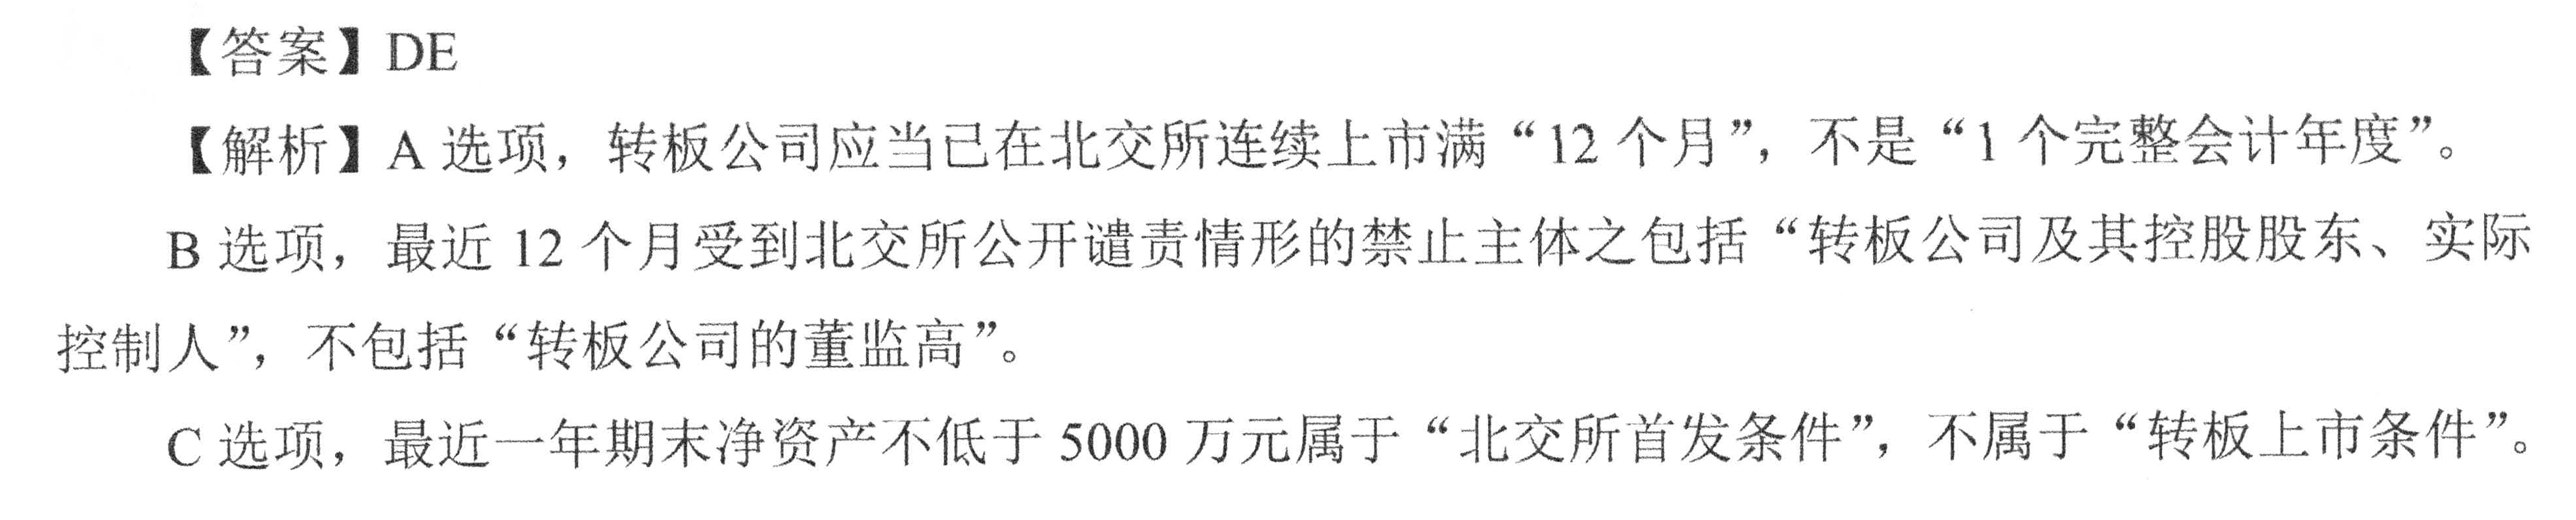 【答案】DE
【解析】A 选项，转板公司应当已在北交所连续上市满“12 个月”，不是“1 个完整会计年度”。
B 选项，最近 12 个月受到北交所公开谴责情形的禁止主体之包括“转板公司及其控股股东、实际
控制人”，不包括“转板公司的董监高”。
C 选项，最近一年期末净资产不低于 5000 万元属于“北交所首发条件”，不属于“转板上市条件”。